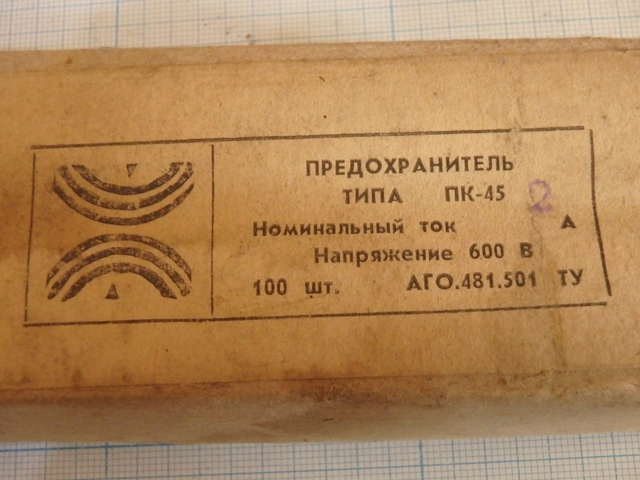 ПРЕДОХРАНИТЕЛЬ
ТИПА ПК-45
Номинальный ток 2 А
Напряжение 600 В
100 шт. АГО.481.501 ТУ